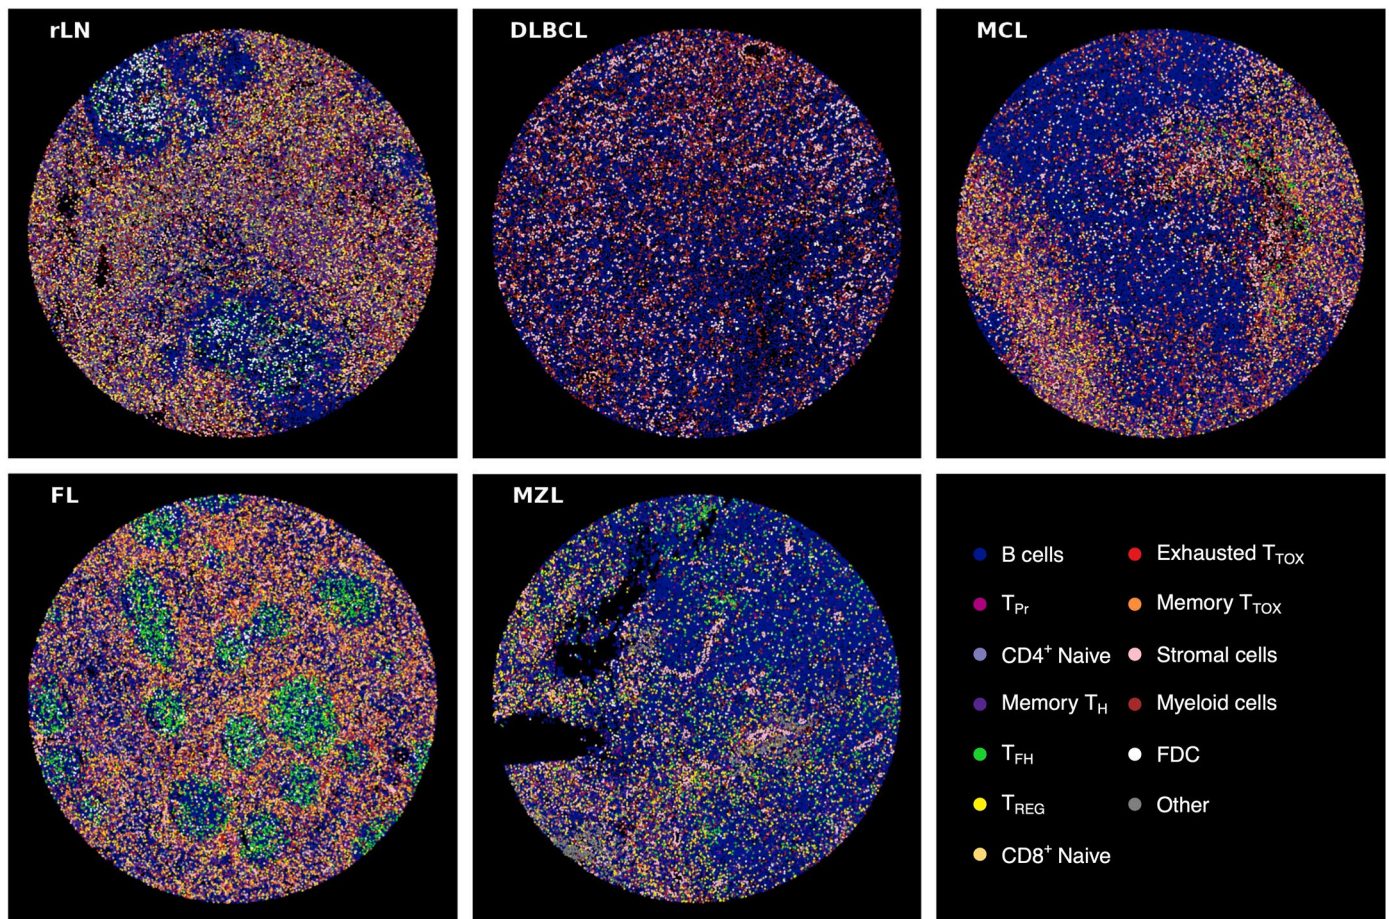 rLN
DLBCL
MCL
FL
MZL
B cells
T_Pr
CD4⁺ Naive
Memory T_H
T_FH
T_REG
CD8⁺ Naive
Exhausted T_TOX
Memory T_TOX
Stromal cells
Myeloid cells
FDC
Other